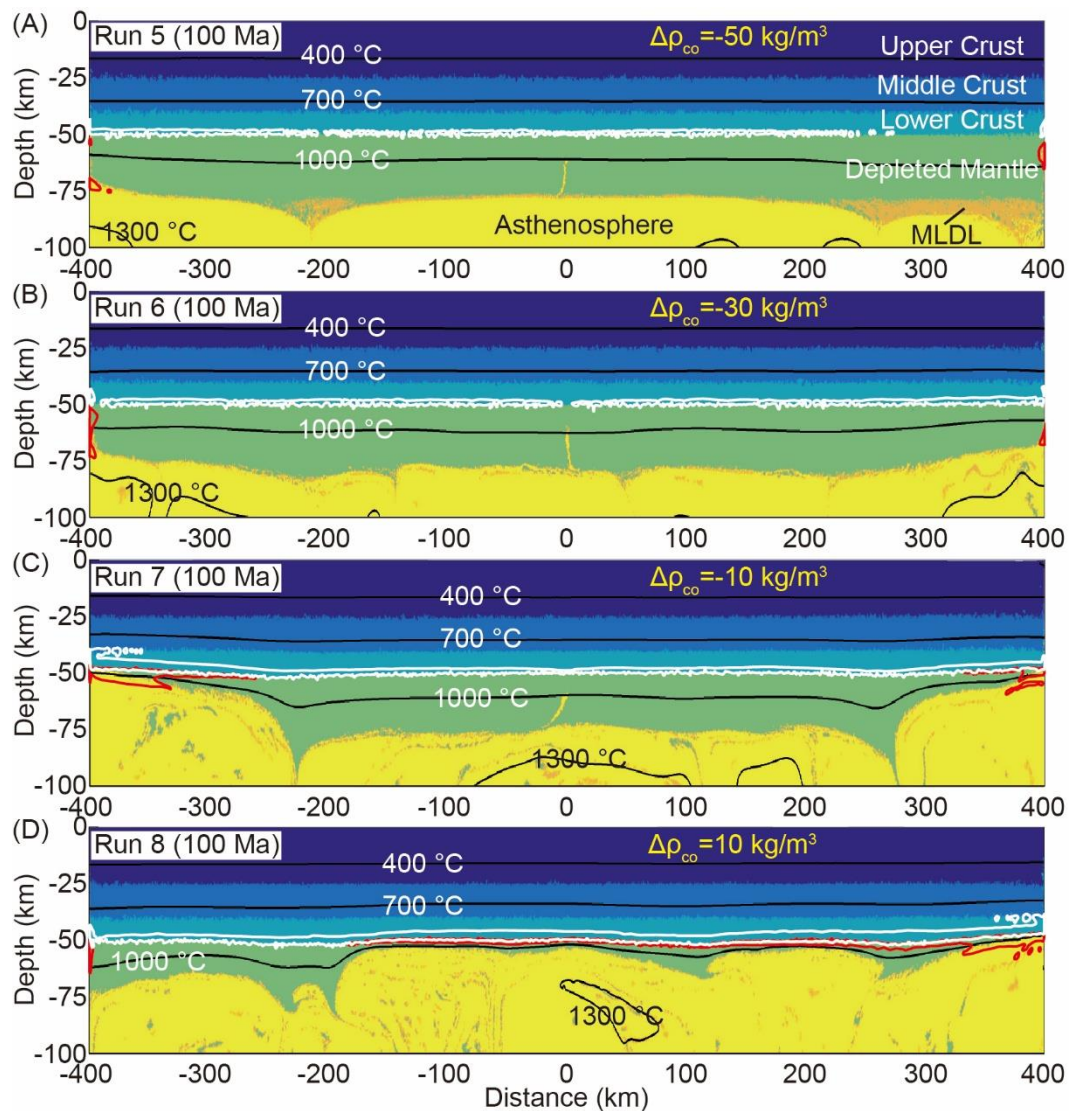 (A)
Run 5 (100 Ma)
Δρco=-50 kg/m³
400 °C
Upper Crust
700 °C
Middle Crust
Lower Crust
1000 °C
Depleted Mantle
1300 °C
Asthenosphere
MLDL
Depth (km)
0
-25
-50
-75
-100
-400 -300 -200 -100 0 100 200 300 400
(B)
Run 6 (100 Ma)
Δρco=-30 kg/m³
400 °C
700 °C
1000 °C
1300 °C
Depth (km)
0
-25
-50
-75
-100
-400 -300 -200 -100 0 100 200 300 400
(C)
Run 7 (100 Ma)
Δρco=-10 kg/m³
400 °C
700 °C
1000 °C
1300 °C
Depth (km)
0
-25
-50
-75
-100
-400 -300 -200 -100 0 100 200 300 400
(D)
Run 8 (100 Ma)
Δρco=10 kg/m³
400 °C
700 °C
1000 °C
1300 °C
Depth (km)
0
-25
-50
-75
-100
-400 -300 -200 -100 0 100 200 300 400
Distance (km)